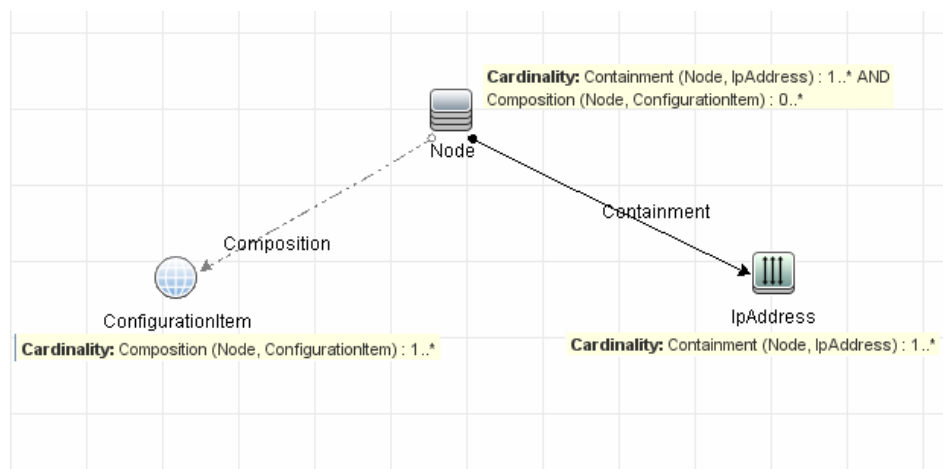 Cardinality: Containment (Node, IpAddress) : 1..* AND
Composition (Node, ConfigurationItem) : 0..*
Node
Containment
Composition
ConfigurationItem
IpAddress
Cardinality: Composition (Node, ConfigurationItem) : 1..*
Cardinality: Containment (Node, IpAddress) : 1..*